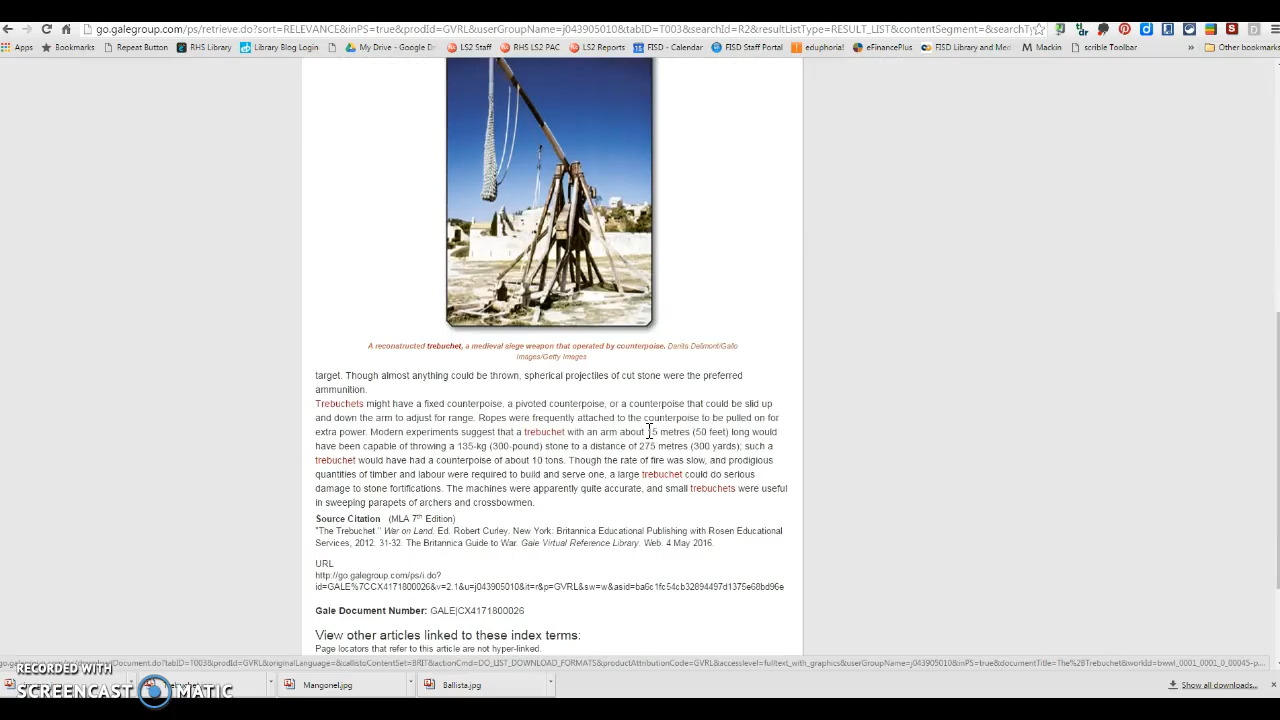 go.galegroup.com/ps/retrieve.do?sort=RELEVANCE&inPS=true&prodId=GVRL&userGroupName=j043905010&tabID=T003&searchId=R2&resultListType=RESULT_LIST&contentSegment=&searchTy
Apps Bookmarks Repeat Button RHS Library Library Blog Login My Drive - Google Dr LS2 Staff RHS LS2 PAC LS2 Reports FISD - Calendar FISD Staff Portal eduphoria! eFinancePlus FISD Library and Med Mackin scrible Toolbar » Other bookmarks
A reconstructed trebuchet, a medieval siege weapon that operated by counterpoise. Danita Delimont/Gallo
Images/Getty Images
target. Though almost anything could be thrown, spherical projectiles of cut stone were the preferred
ammunition.
Trebuchets might have a fixed counterpoise, a pivoted counterpoise, or a counterpoise that could be slid up
and down the arm to adjust for range. Ropes were frequently attached to the counterpoise to be pulled on for
extra power. Modern experiments suggest that a trebuchet with an arm about 15 metres (50 feet) long would
have been capable of throwing a 135-kg (300-pound) stone to a distance of 275 metres (300 yards); such a
trebuchet would have had a counterpoise of about 10 tons. Though the rate of fire was slow, and prodigious
quantities of timber and labour were required to build and serve one, a large trebuchet could do serious
damage to stone fortifications. The machines were apparently quite accurate, and small trebuchets were useful
in sweeping parapets of archers and crossbowmen.
Source Citation (MLA 7th Edition)
"The Trebuchet." War on Land. Ed. Robert Curley. New York: Britannica Educational Publishing with Rosen Educational
Services, 2012. 31-32. The Britannica Guide to War. Gale Virtual Reference Library. Web. 4 May 2016.
URL
http://go.galegroup.com/ps/i.do?
id=GALE%7CCX4171800026&v=2.1&u=j043905010&it=r&p=GVRL&sw=w&asid=ba6c1fc54cb32894497d1375e68bd96e
Gale Document Number: GALE|CX4171800026
View other articles linked to these index terms:
Page locators that refer to this article are not hyper-linked.
RECORDED WITH
SCREENCAST MATIC
Mangonel.jpg
Ballista.jpg
Show all downloads...